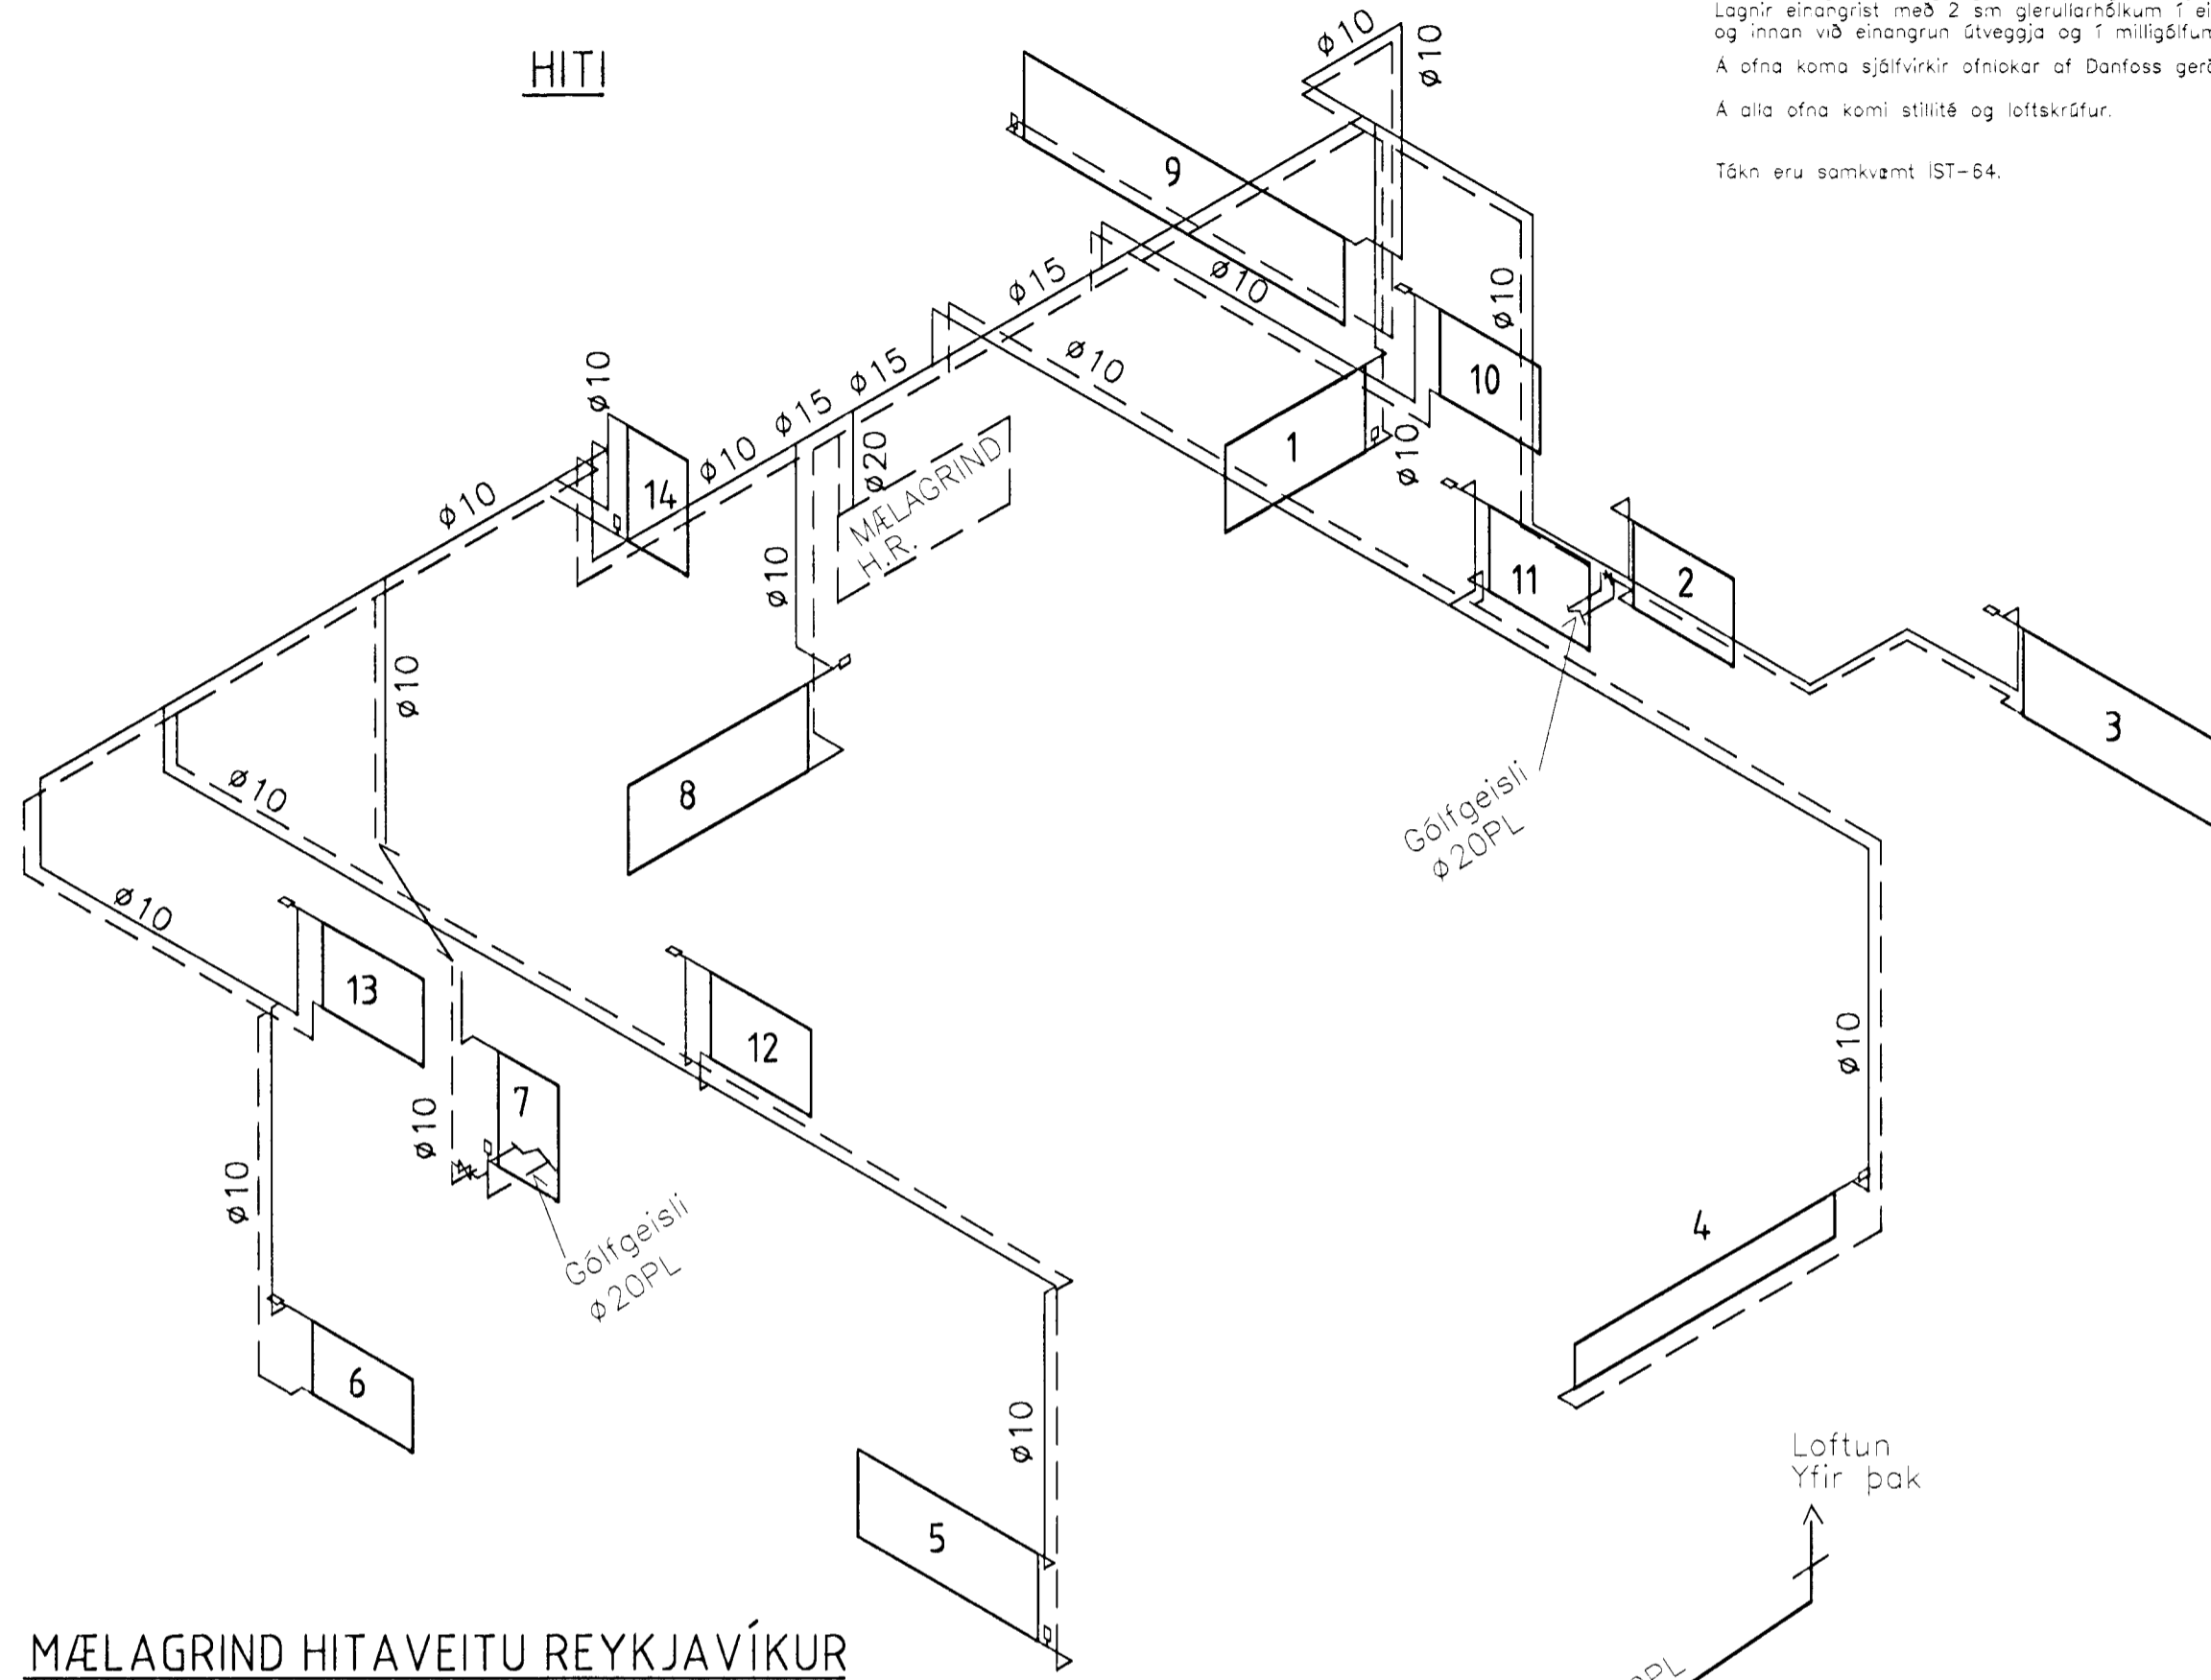 HITI
Lagnir einangrist með 2 sm glerullarhólkum í
og innan við einangrun útveggja og í milligólfum
Á ofna koma sjálfvirkir ofnlokar af Danfoss
Á alla ofna komi stillité og loftskrúfur.
Tákn eru samkvæmt ÍST-64.
ø10
ø10
9
ø15
ø10
ø10
10
ø10
ø15
ø15
ø10
ø10
ø10
14
ø20
MÆLAGRIND
H.R.
1
ø10
11
2
3
ø10
ø10
8
Gólfgeisli
ø20PL
ø10
ø10
13
12
7
ø10
ø10
ø10
Gólfgeisli
ø20PL
4
6
ø10
5
Loftun
Yfir þak
MÆLAGRIND HITAVEITU REYKJAVÍKUR